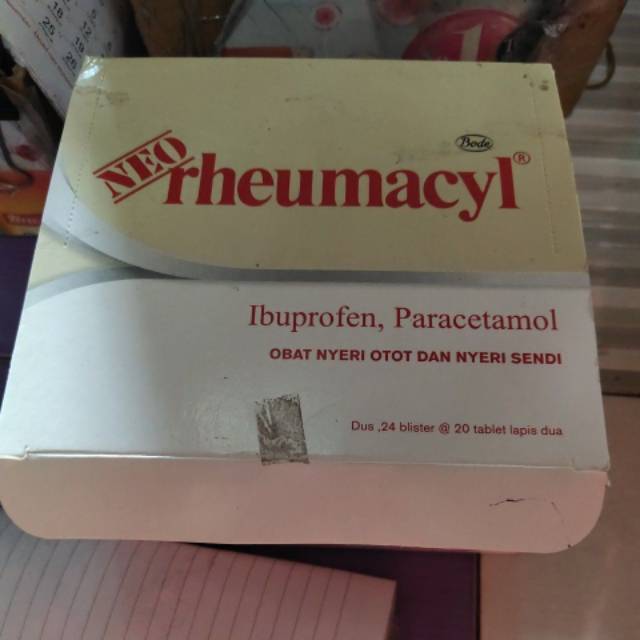 Bode
NEO rheumacyl®
Ibuprofen, Paracetamol
OBAT NYERI OTOT DAN NYERI SENDI
Dus ,24 blister @ 20 tablet lapis dua